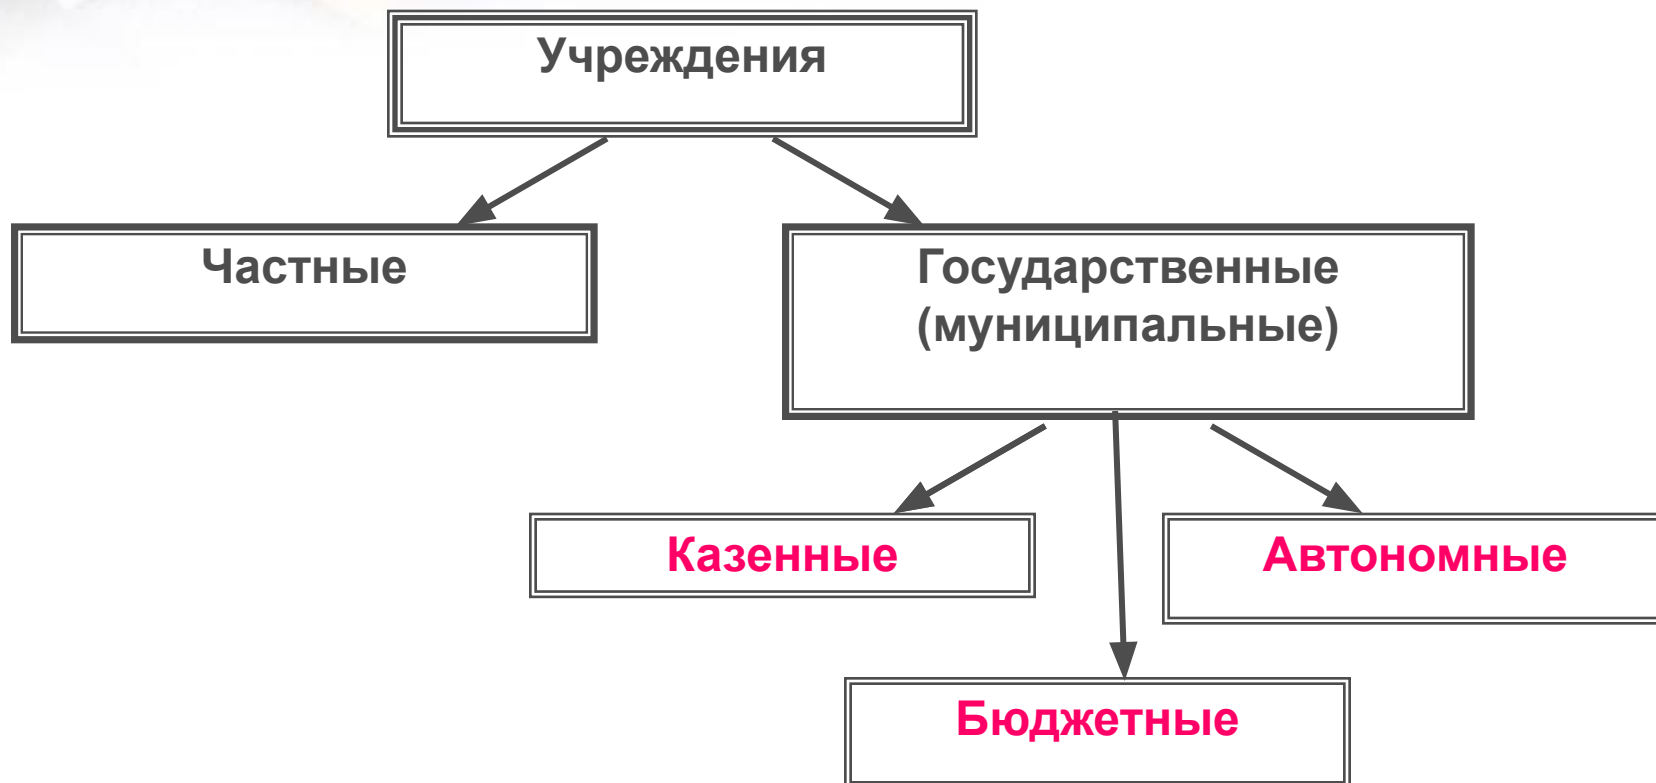 Учреждения
Частные
Государственные
(муниципальные)
Казенные
Автономные
Бюджетные